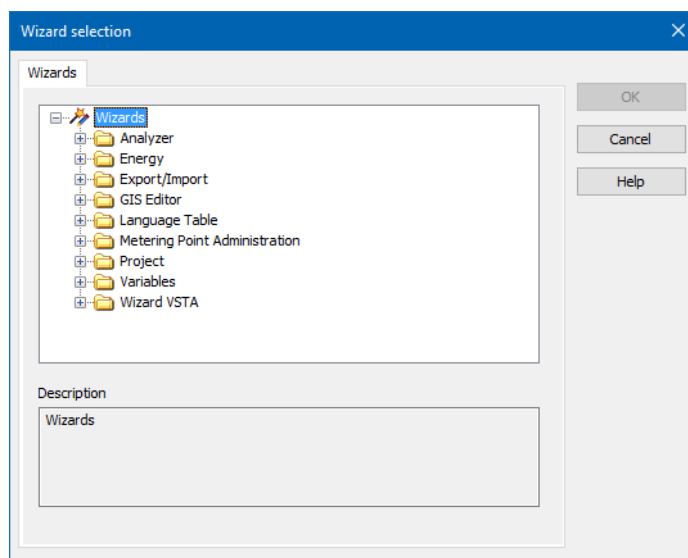 Wizard selection
Wizards
Wizards
Analyzer
Energy
Export/Import
GIS Editor
Language Table
Metering Point Administration
Project
Variables
Wizard VSTA
OK
Cancel
Help
Description
Wizards